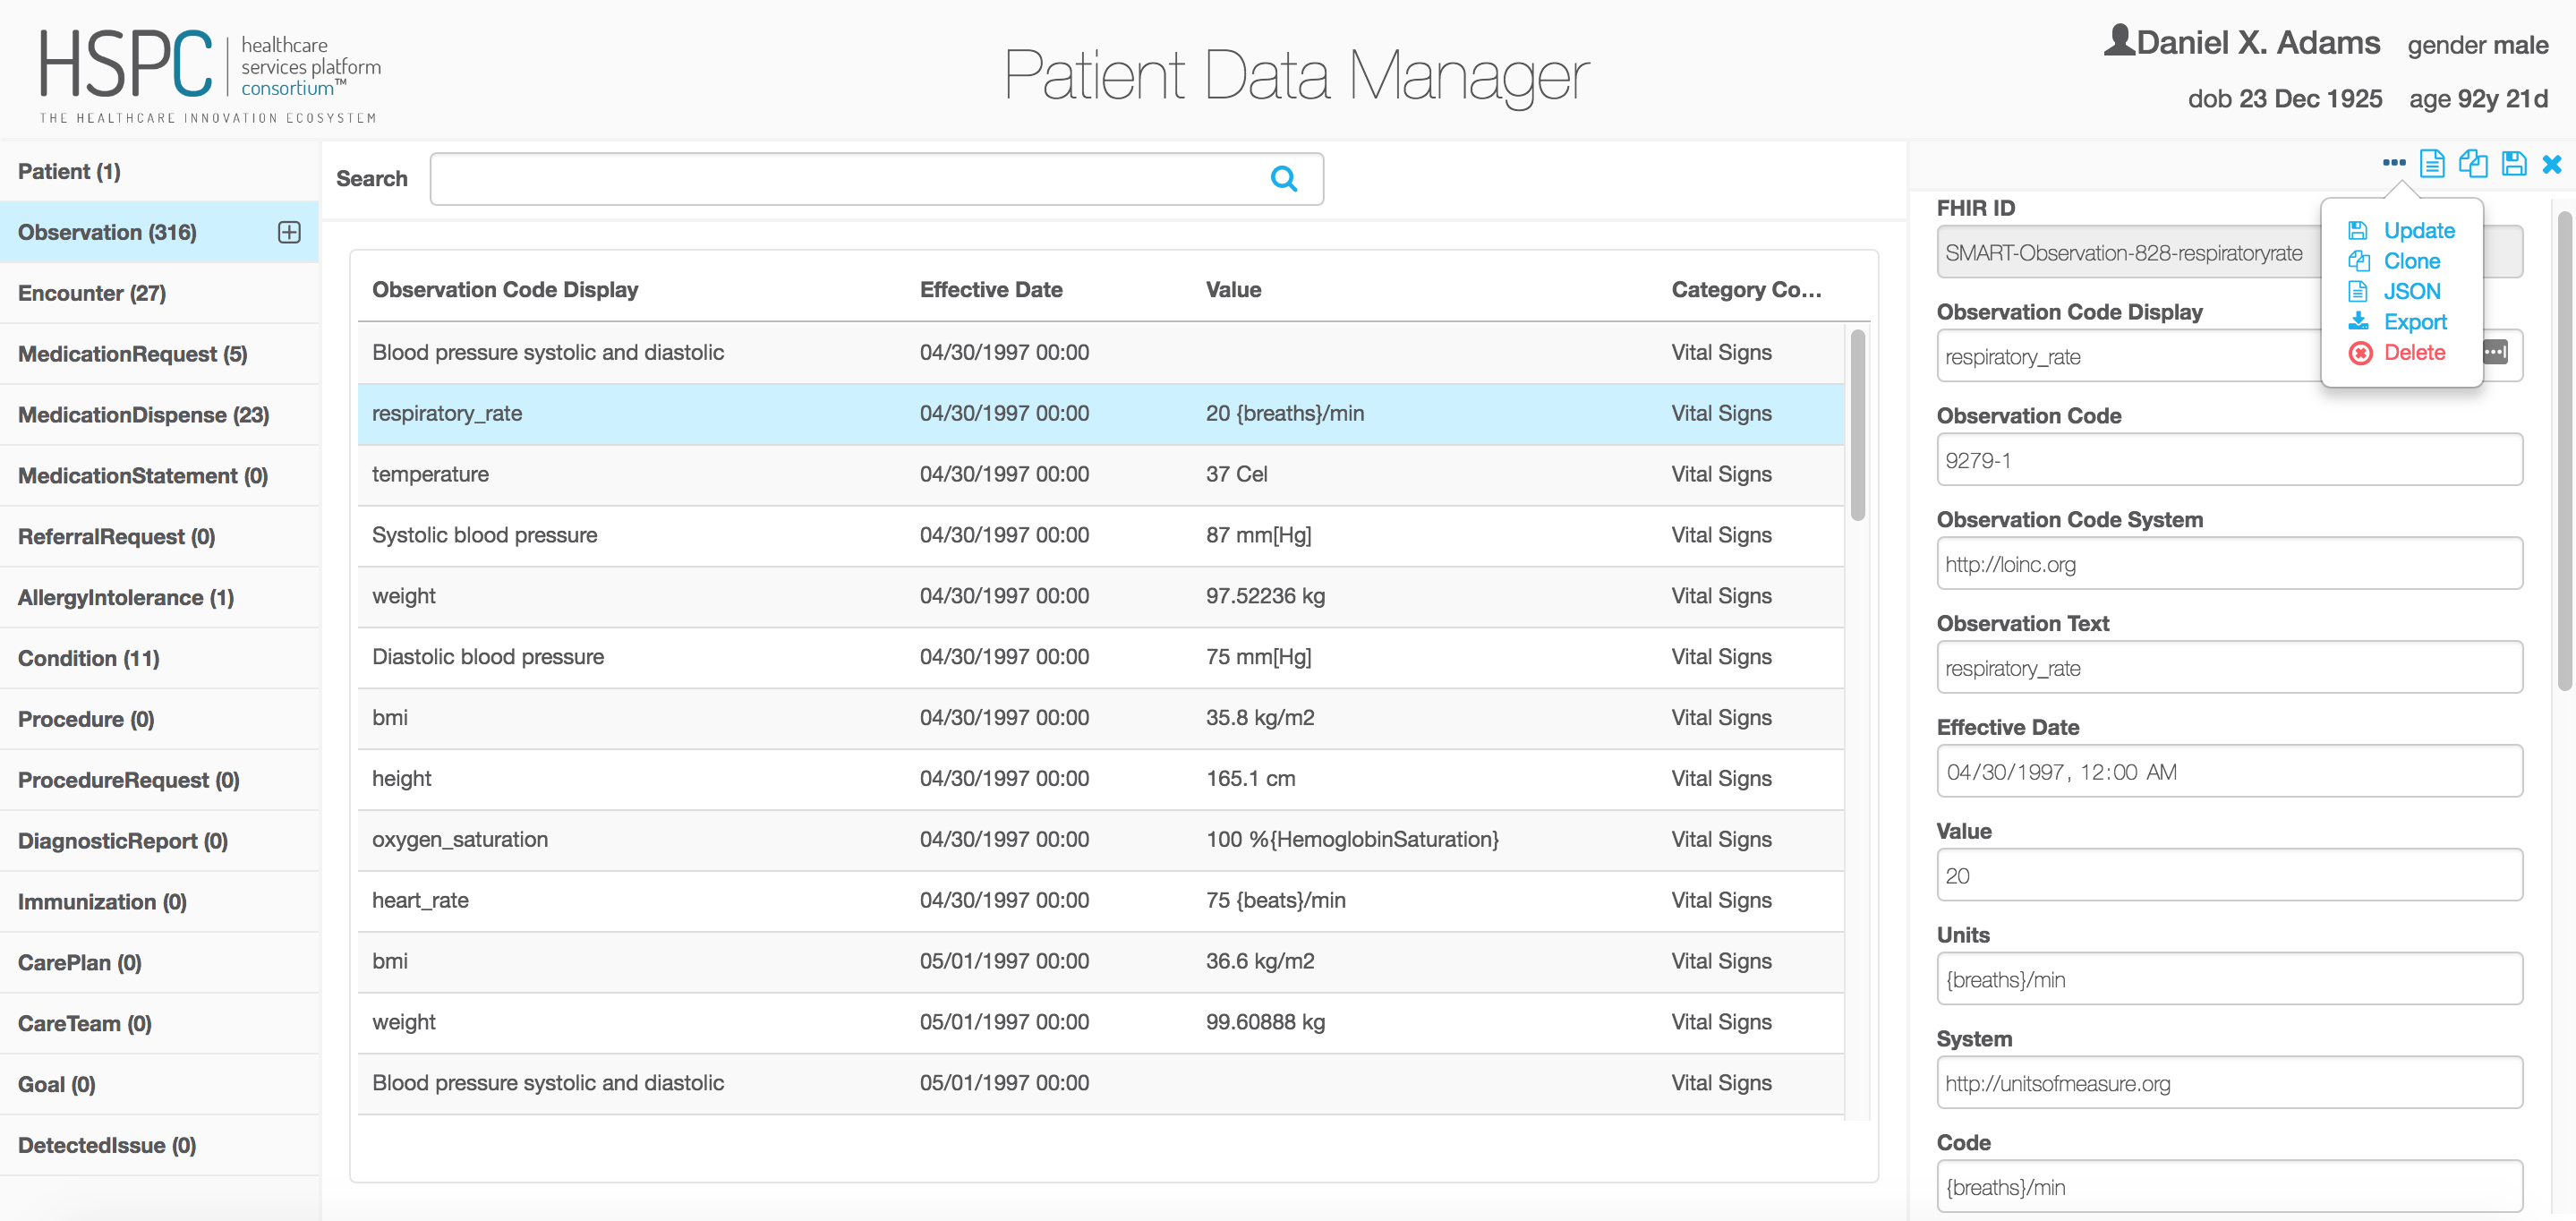 HSPC healthcare
services platform
consortium™
THE HEALTHCARE INNOVATION ECOSYSTEM
Patient Data Manager
Daniel X. Adams gender male
dob 23 Dec 1925 age 92y 21d
Patient (1)
Observation (316)
Encounter (27)
MedicationRequest (5)
MedicationDispense (23)
MedicationStatement (0)
ReferralRequest (0)
AllergyIntolerance (1)
Condition (11)
Procedure (0)
ProcedureRequest (0)
DiagnosticReport (0)
Immunization (0)
CarePlan (0)
CareTeam (0)
Goal (0)
DetectedIssue (0)
Search
Observation Code Display Effective Date Value Category Co...
Blood pressure systolic and diastolic 04/30/1997 00:00 Vital Signs
respiratory_rate 04/30/1997 00:00 20 {breaths}/min Vital Signs
temperature 04/30/1997 00:00 37 Cel Vital Signs
Systolic blood pressure 04/30/1997 00:00 87 mm[Hg] Vital Signs
weight 04/30/1997 00:00 97.52236 kg Vital Signs
Diastolic blood pressure 04/30/1997 00:00 75 mm[Hg] Vital Signs
bmi 04/30/1997 00:00 35.8 kg/m2 Vital Signs
height 04/30/1997 00:00 165.1 cm Vital Signs
oxygen_saturation 04/30/1997 00:00 100 %{HemoglobinSaturation} Vital Signs
heart_rate 04/30/1997 00:00 75 {beats}/min Vital Signs
bmi 05/01/1997 00:00 36.6 kg/m2 Vital Signs
weight 05/01/1997 00:00 99.60888 kg Vital Signs
Blood pressure systolic and diastolic 05/01/1997 00:00 Vital Signs
Update
Clone
JSON
Export
Delete
FHIR ID
SMART-Observation-828-respiratoryrate
Observation Code Display
respiratory_rate
Observation Code
9279-1
Observation Code System
http://loinc.org
Observation Text
respiratory_rate
Effective Date
04/30/1997, 12:00 AM
Value
20
Units
{breaths}/min
System
http://unitsofmeasure.org
Code
{breaths}/min